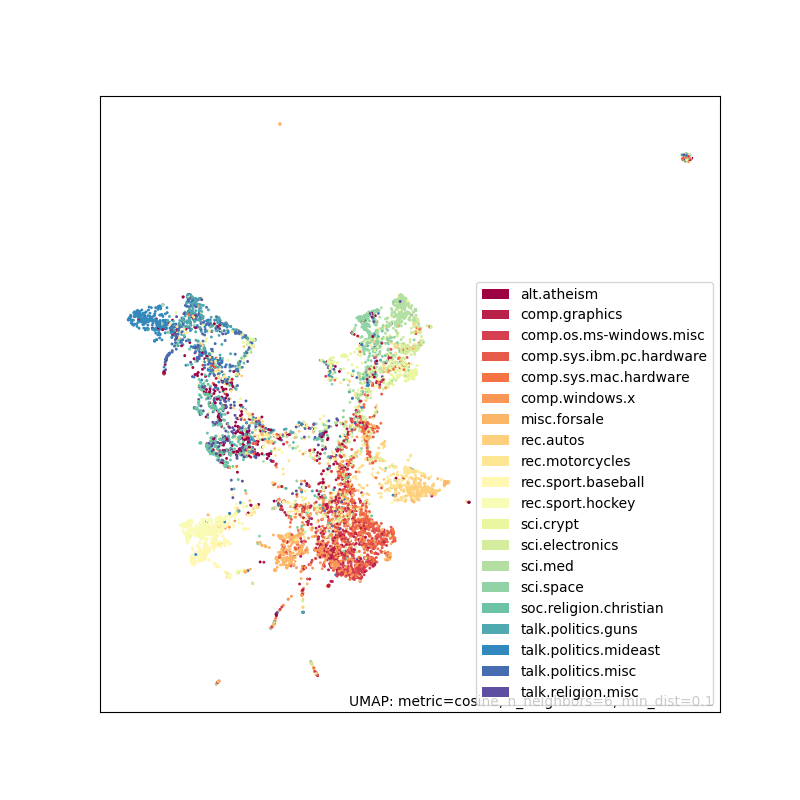 alt.atheism
comp.graphics
comp.os.ms-windows.misc
comp.sys.ibm.pc.hardware
comp.sys.mac.hardware
comp.windows.x
misc.forsale
rec.autos
rec.motorcycles
rec.sport.baseball
rec.sport.hockey
sci.crypt
sci.electronics
sci.med
sci.space
soc.religion.christian
talk.politics.guns
talk.politics.mideast
talk.politics.misc
talk.religion.misc
UMAP: metric=cosine, n_neighbors=6, min_dist=0.1